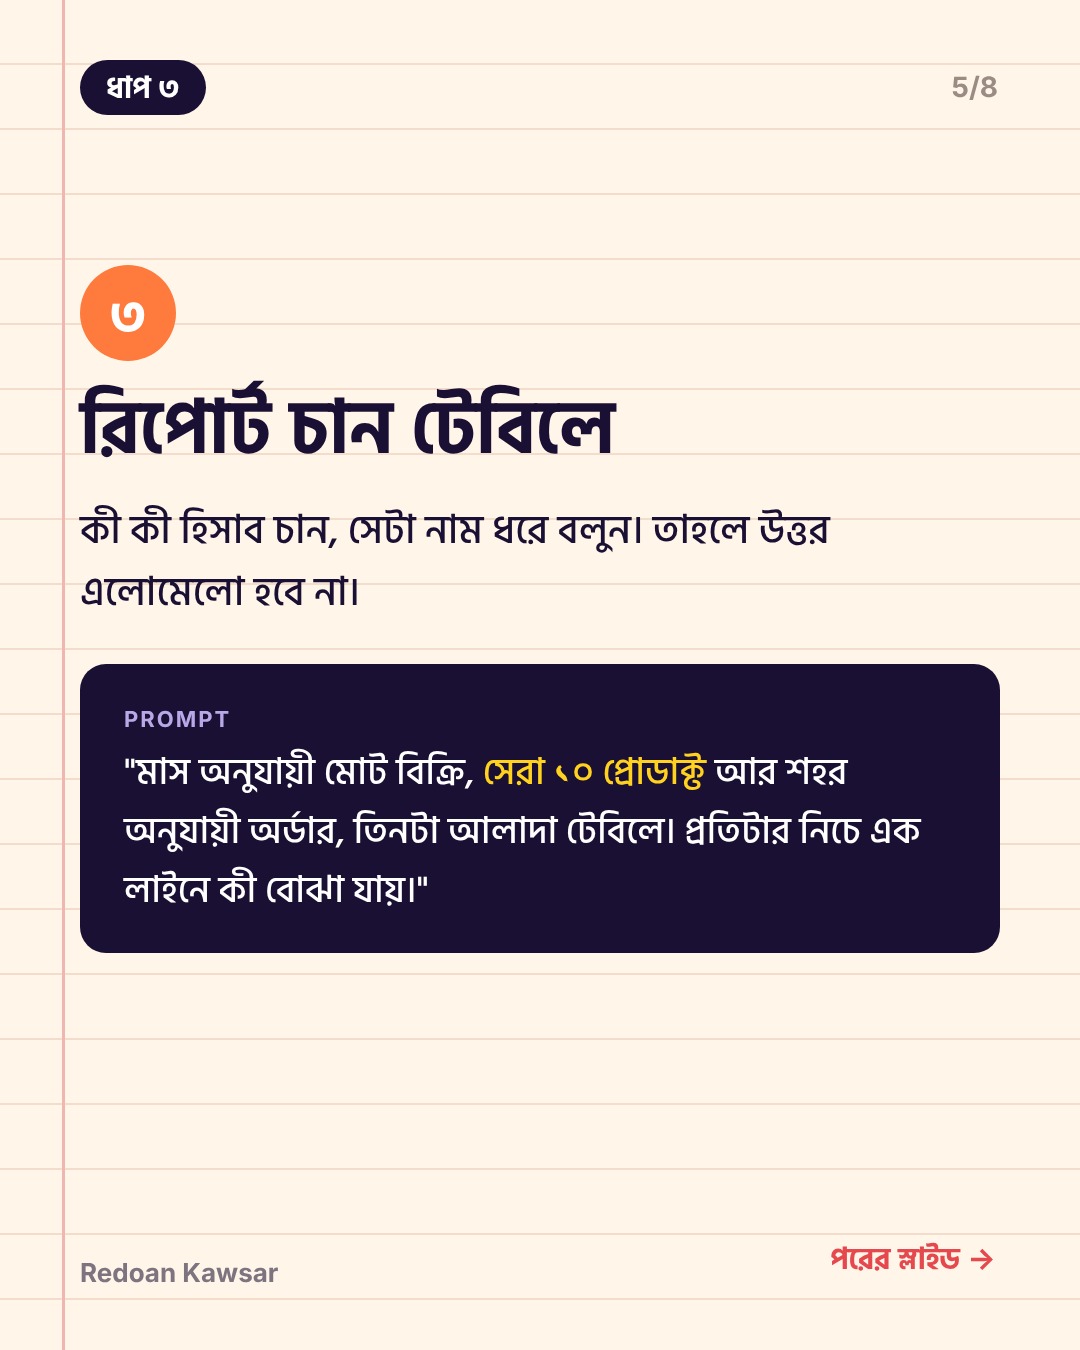 ধাপ ৩
5/8
৩
রিপোর্ট চান টেবিলে
কী কী হিসাব চান, সেটা নাম ধরে বলুন। তাহলে উত্তর
এলোমেলো হবে না।
PROMPT
"মাস অনুযায়ী মোট বিক্রি, সেরা ১০ প্রোডাক্ট আর শহর
অনুযায়ী অর্ডার, তিনটা আলাদা টেবিলে। প্রতিটার নিচে এক
লাইনে কী বোঝা যায়।"
Redoan Kawsar
পরের স্লাইড →